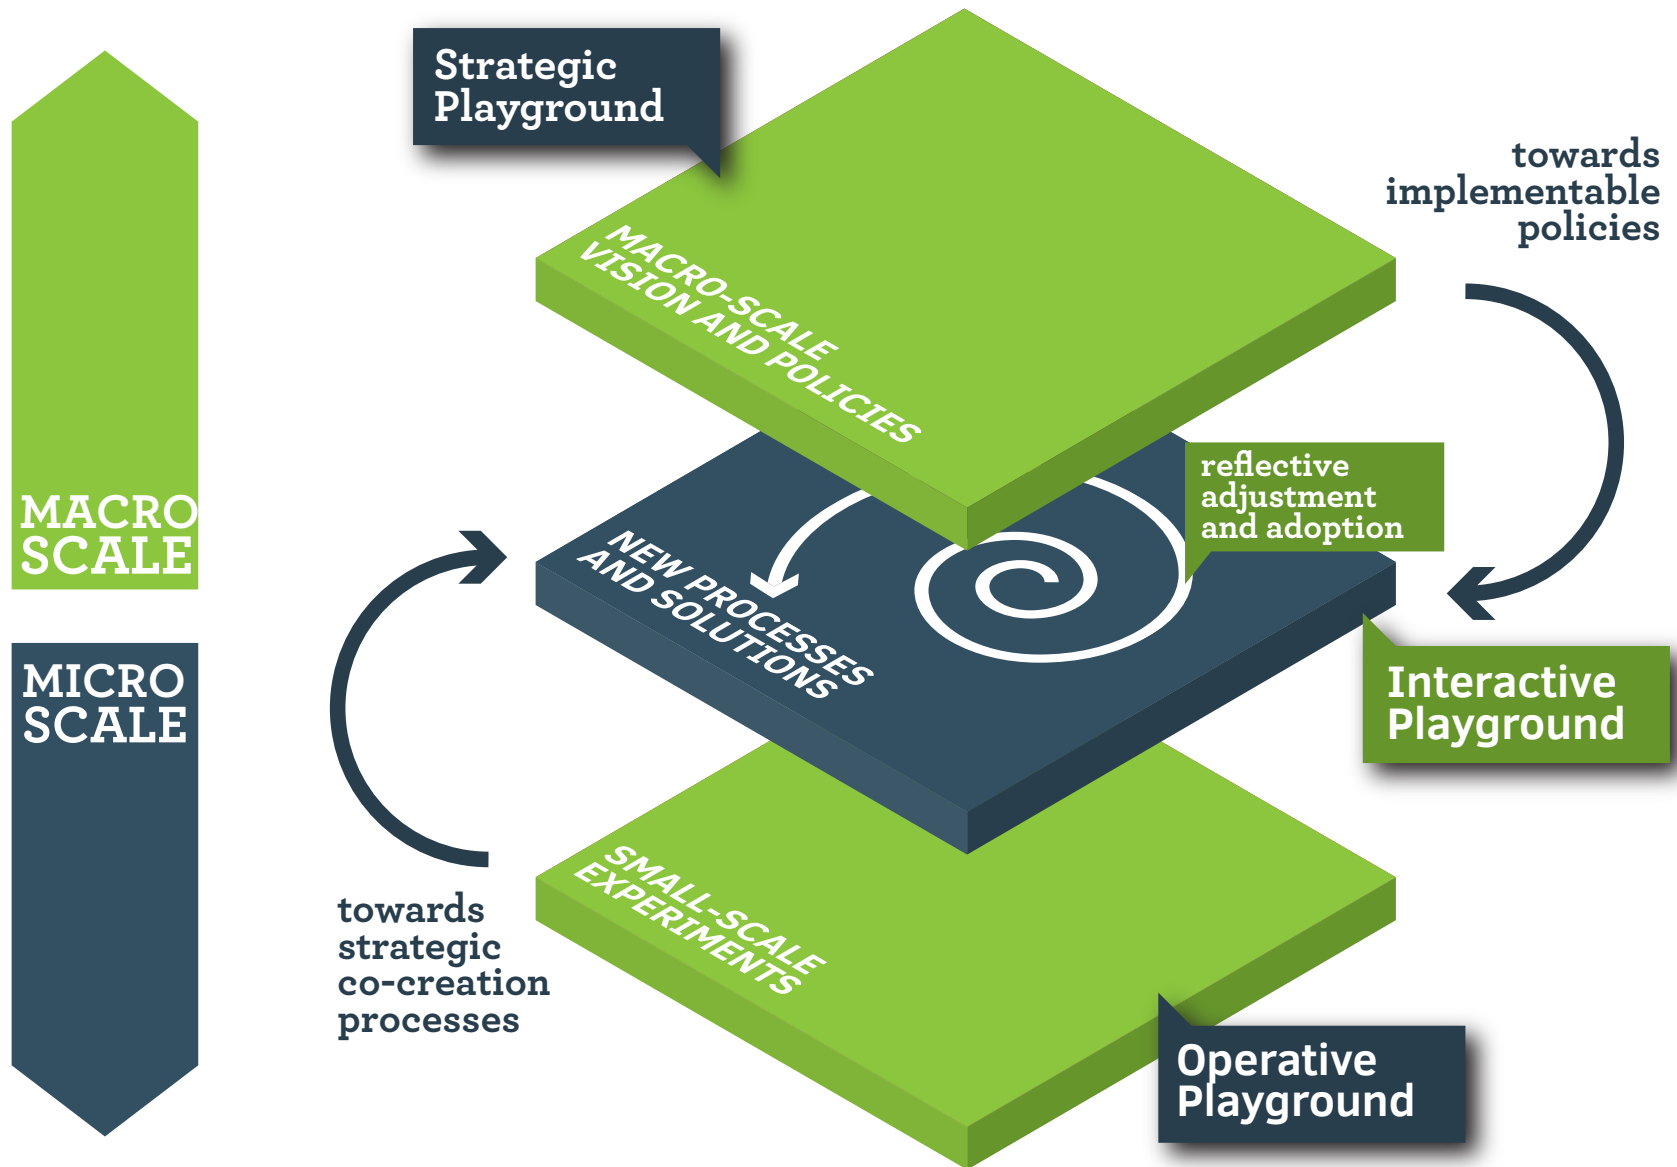 Strategic
Playground
towards
implementable
policies
MACRO-SCALE
VISION AND POLICIES
MACRO
SCALE
reflective
adjustment
and adoption
NEW PROCESSES
AND SOLUTIONS
MICRO
SCALE
Interactive
Playground
SMALL-SCALE
EXPERIMENTS
towards
strategic
co-creation
processes
Operative
Playground